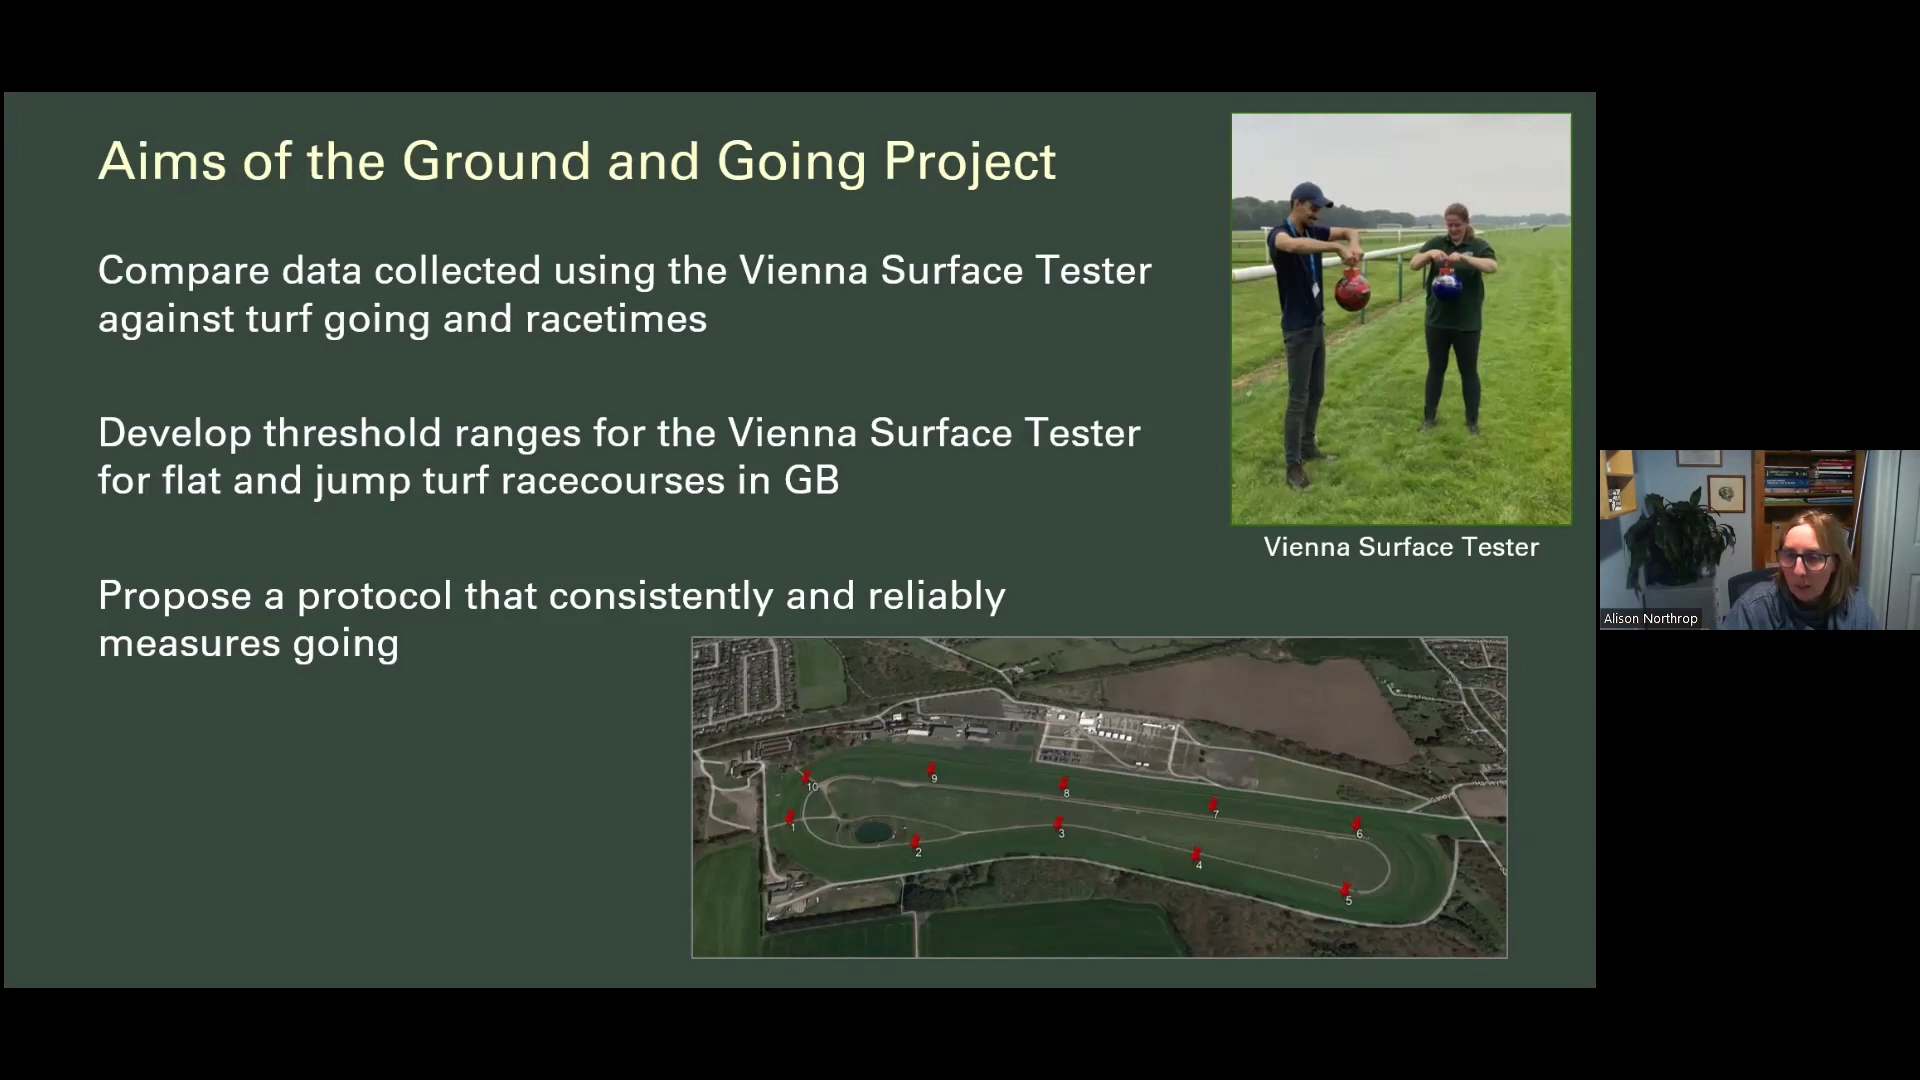 Aims of the Ground and Going Project
Compare data collected using the Vienna Surface Tester
against turf going and racetimes
Develop threshold ranges for the Vienna Surface Tester
for flat and jump turf racecourses in GB
Propose a protocol that consistently and reliably
measures going
Vienna Surface Tester
Alison Northrop
9
10
8
7
1
3
6
2
4
5